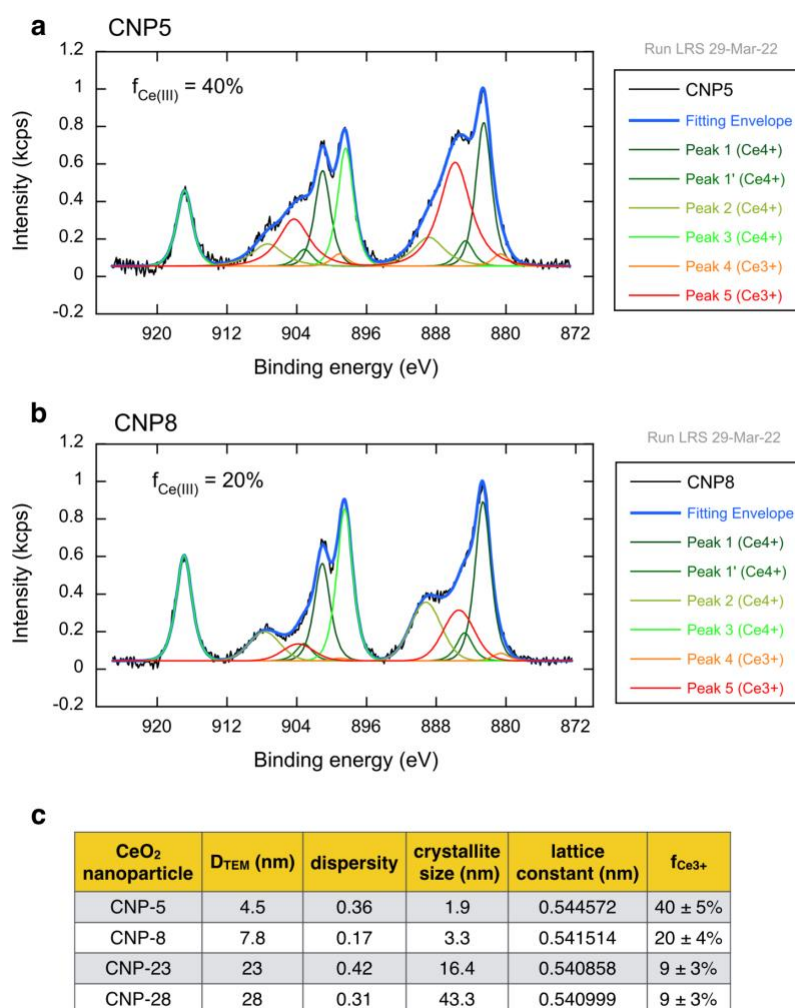 a
CNP5
Run LRS 29-Mar-22
f Ce(III) = 40%
Intensity (kcps)
1.2
1
0.8
0.6
0.4
0.2
0
-0.2
920 912 904 896 888 880 872
Binding energy (eV)
CNP5
Fitting Envelope
Peak 1 (Ce4+)
Peak 1' (Ce4+)
Peak 2 (Ce4+)
Peak 3 (Ce4+)
Peak 4 (Ce3+)
Peak 5 (Ce3+)
b
CNP8
Run LRS 29-Mar-22
f Ce(III) = 20%
Intensity (kcps)
1.2
1
0.8
0.6
0.4
0.2
0
-0.2
920 912 904 896 888 880 872
Binding energy (eV)
CNP8
Fitting Envelope
Peak 1 (Ce4+)
Peak 1' (Ce4+)
Peak 2 (Ce4+)
Peak 3 (Ce4+)
Peak 4 (Ce3+)
Peak 5 (Ce3+)
c
CeO2 nanoparticle DTEM (nm) dispersity crystallite size (nm) lattice constant (nm) fCe3+
CNP-5 4.5 0.36 1.9 0.544572 40 ± 5%
CNP-8 7.8 0.17 3.3 0.541514 20 ± 4%
CNP-23 23 0.42 16.4 0.540858 9 ± 3%
CNP-28 28 0.31 43.3 0.540999 9 ± 3%